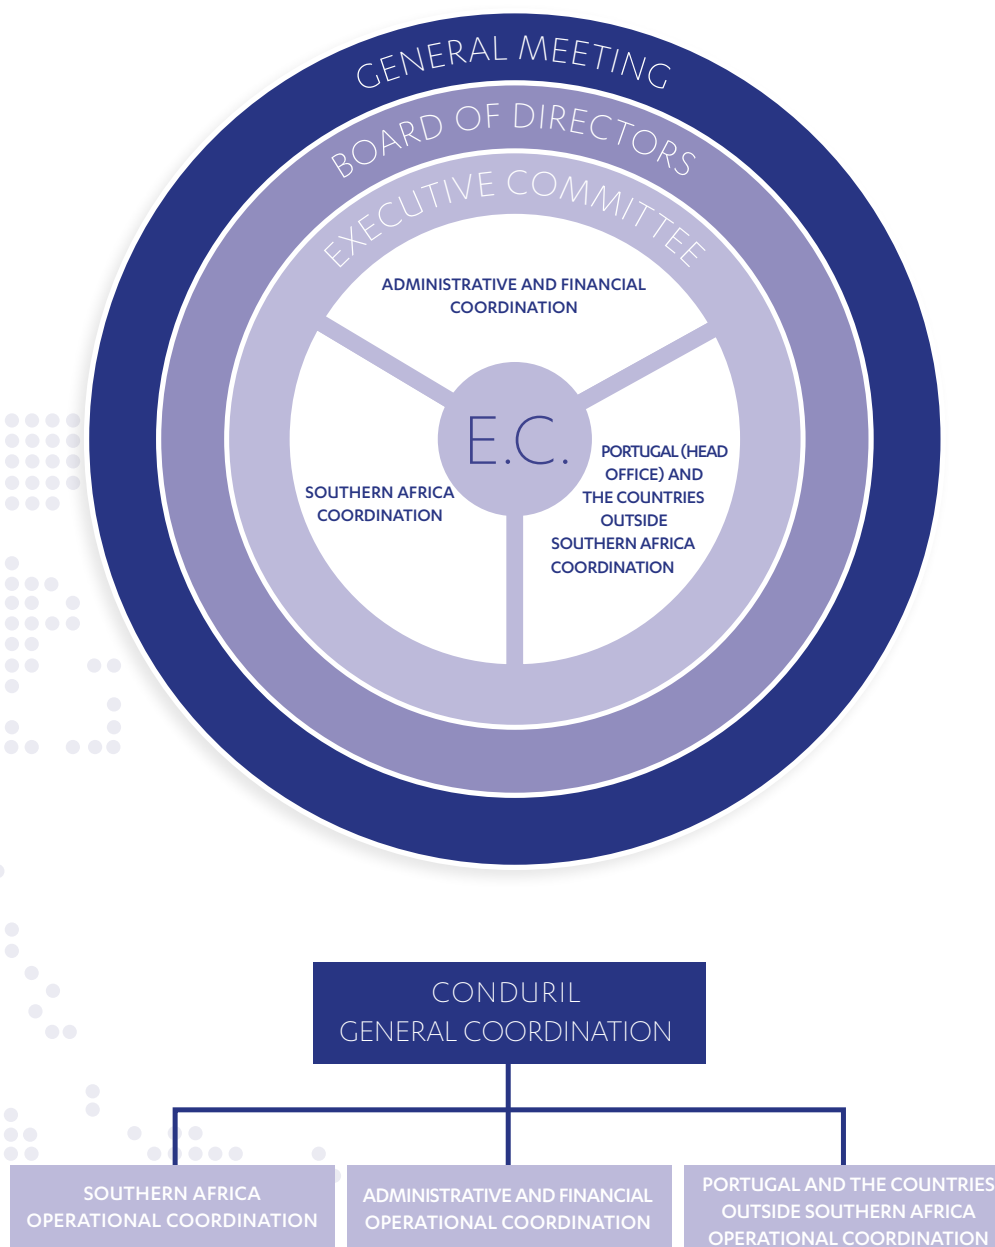 GENERAL MEETING
BOARD OF DIRECTORS
EXECUTIVE COMMITTEE
ADMINISTRATIVE AND FINANCIAL
COORDINATION
E.C.
SOUTHERN AFRICA
COORDINATION
PORTUGAL (HEAD
OFFICE) AND
THE COUNTRIES
OUTSIDE
SOUTHERN AFRICA
COORDINATION
CONDURIL
GENERAL COORDINATION
SOUTHERN AFRICA
OPERATIONAL COORDINATION
ADMINISTRATIVE AND FINANCIAL
OPERATIONAL COORDINATION
PORTUGAL AND THE COUNTRIES
OUTSIDE SOUTHERN AFRICA
OPERATIONAL COORDINATION